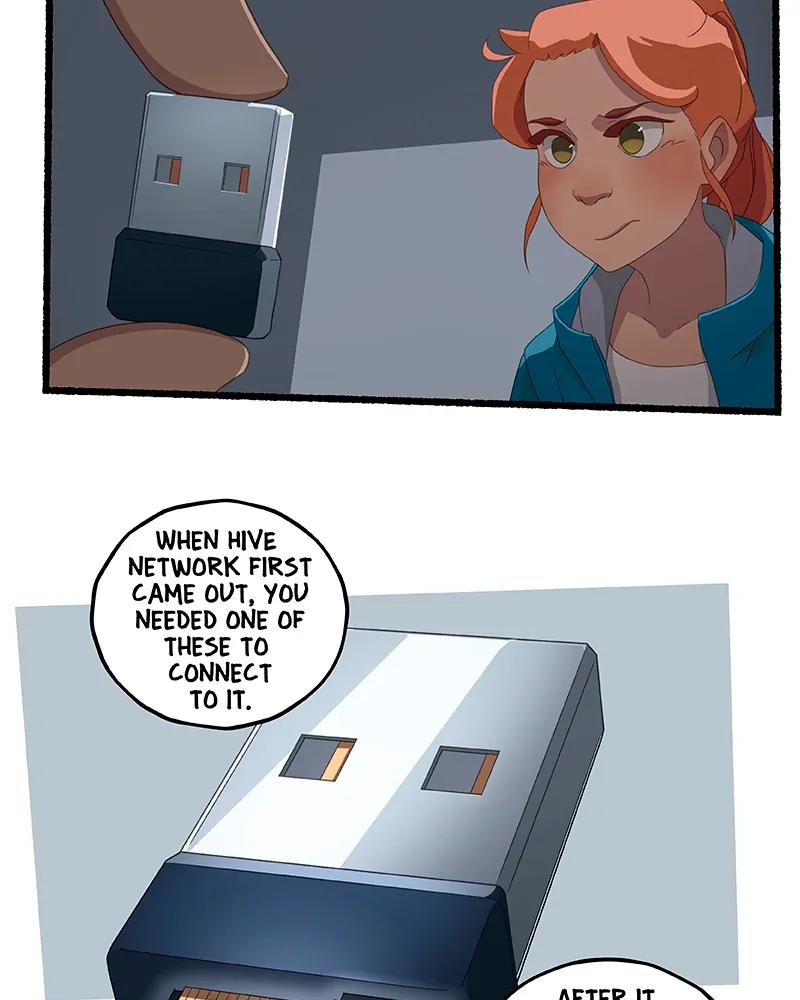 WHEN HIVE
NETWORK FIRST
CAME OUT, YOU
NEEDED ONE OF
THESE TO
CONNECT
TO IT.
AFTER IT